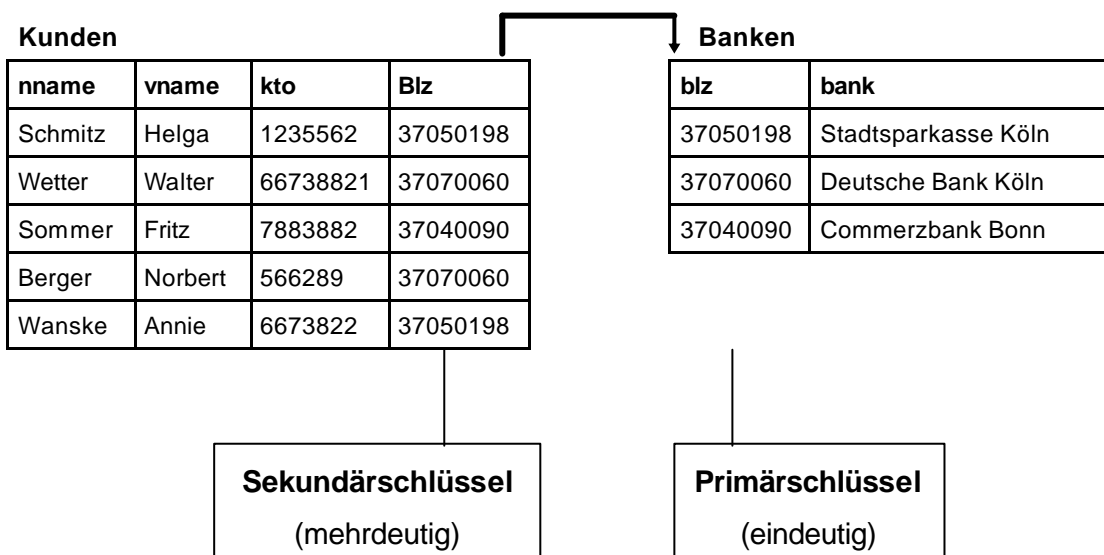 Kunden
nname vname kto Blz
Schmitz Helga 1235562 37050198
Wetter Walter 66738821 37070060
Sommer Fritz 7883882 37040090
Berger Norbert 566289 37070060
Wanske Annie 6673822 37050198
Banken
blz bank
37050198 Stadtsparkasse Köln
37070060 Deutsche Bank Köln
37040090 Commerzbank Bonn
Sekundärschlüssel
(mehrdeutig)
Primärschlüssel
(eindeutig)